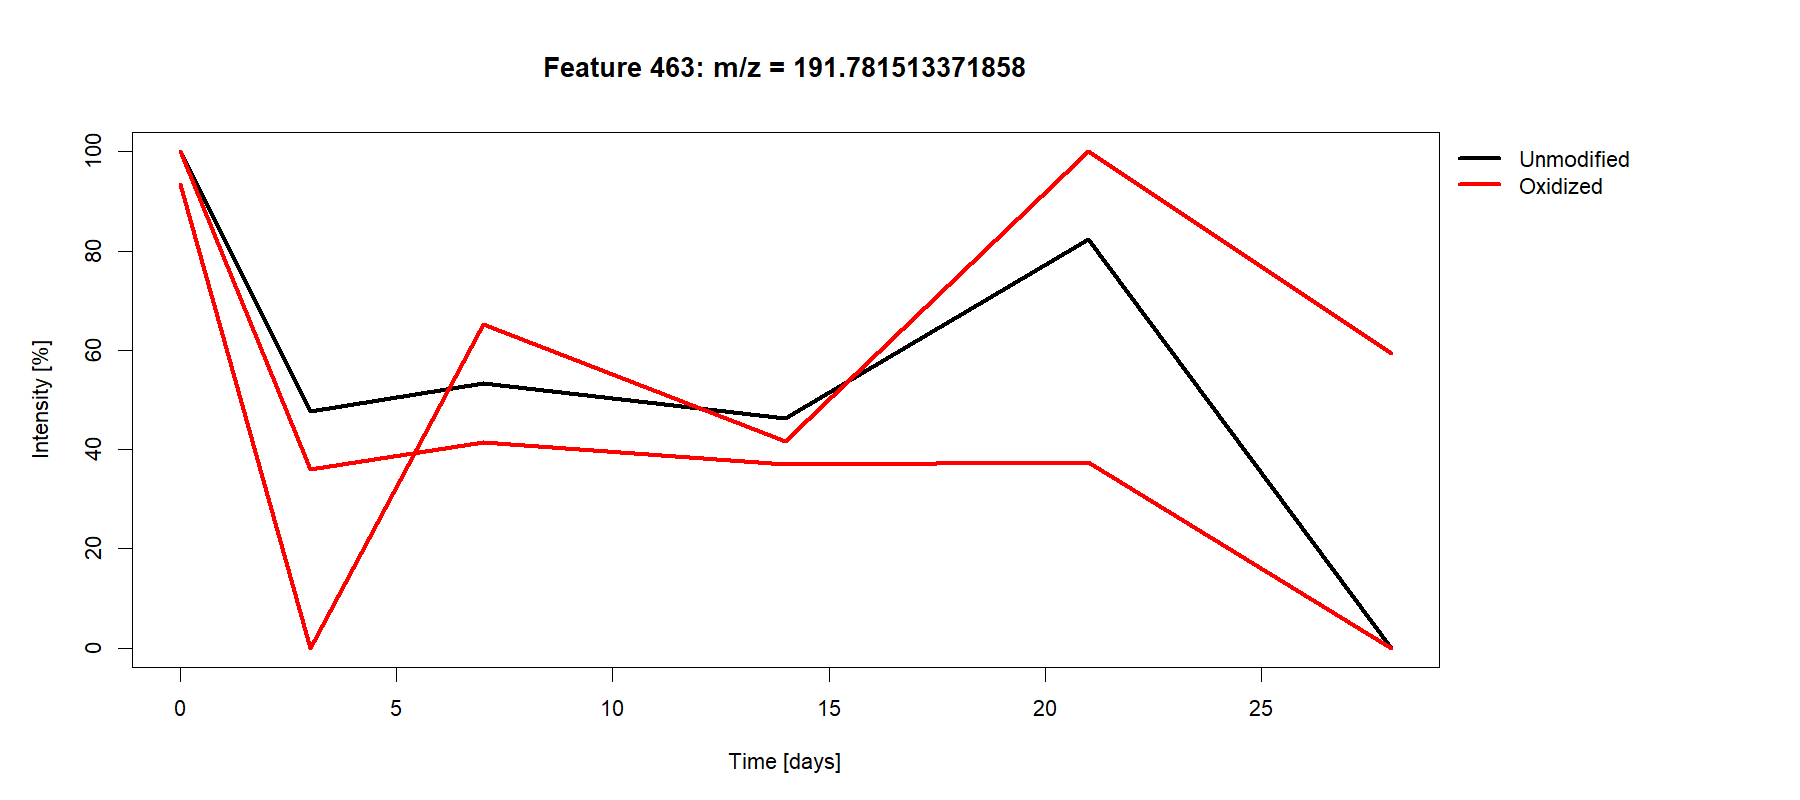 Feature 463: m/z = 191.781513371858
Unmodified
Oxidized
Intensity [%]
100
80
60
40
20
0
0 5 10 15 20 25
Time [days]